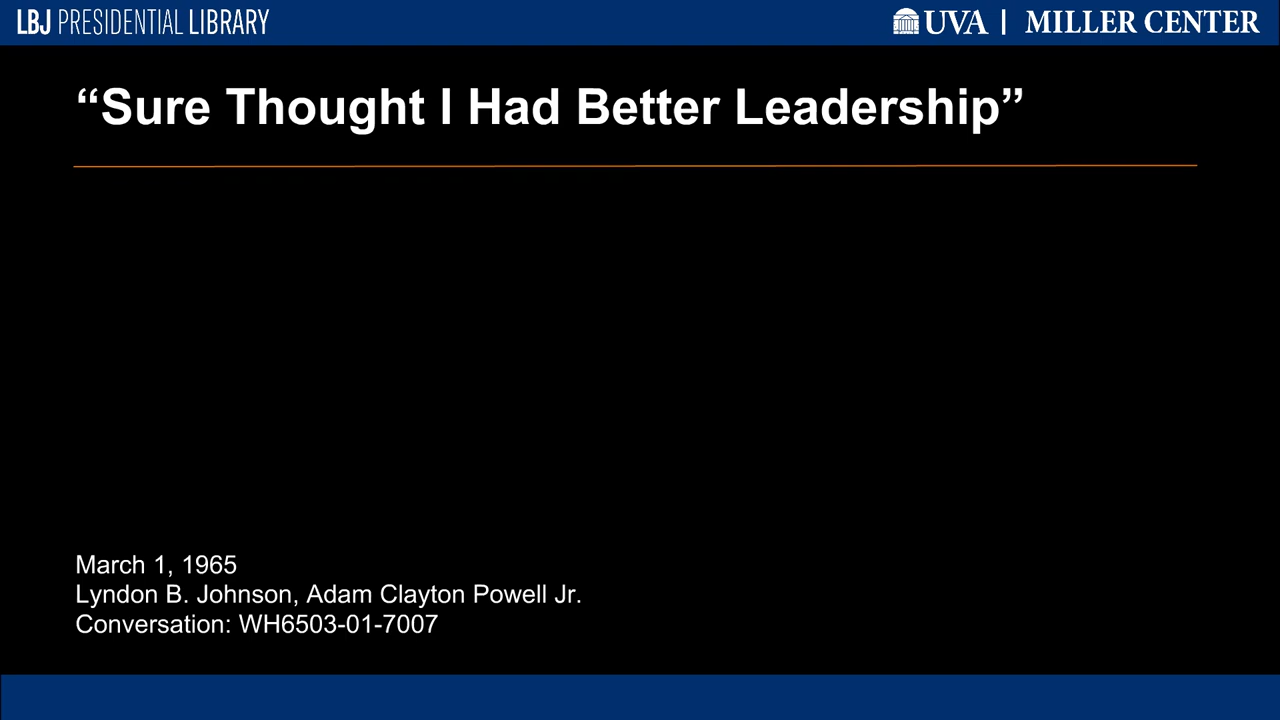 LBJ PRESIDENTIAL LIBRARY
UVA | MILLER CENTER
“Sure Thought I Had Better Leadership”
March 1, 1965
Lyndon B. Johnson, Adam Clayton Powell Jr.
Conversation: WH6503-01-7007